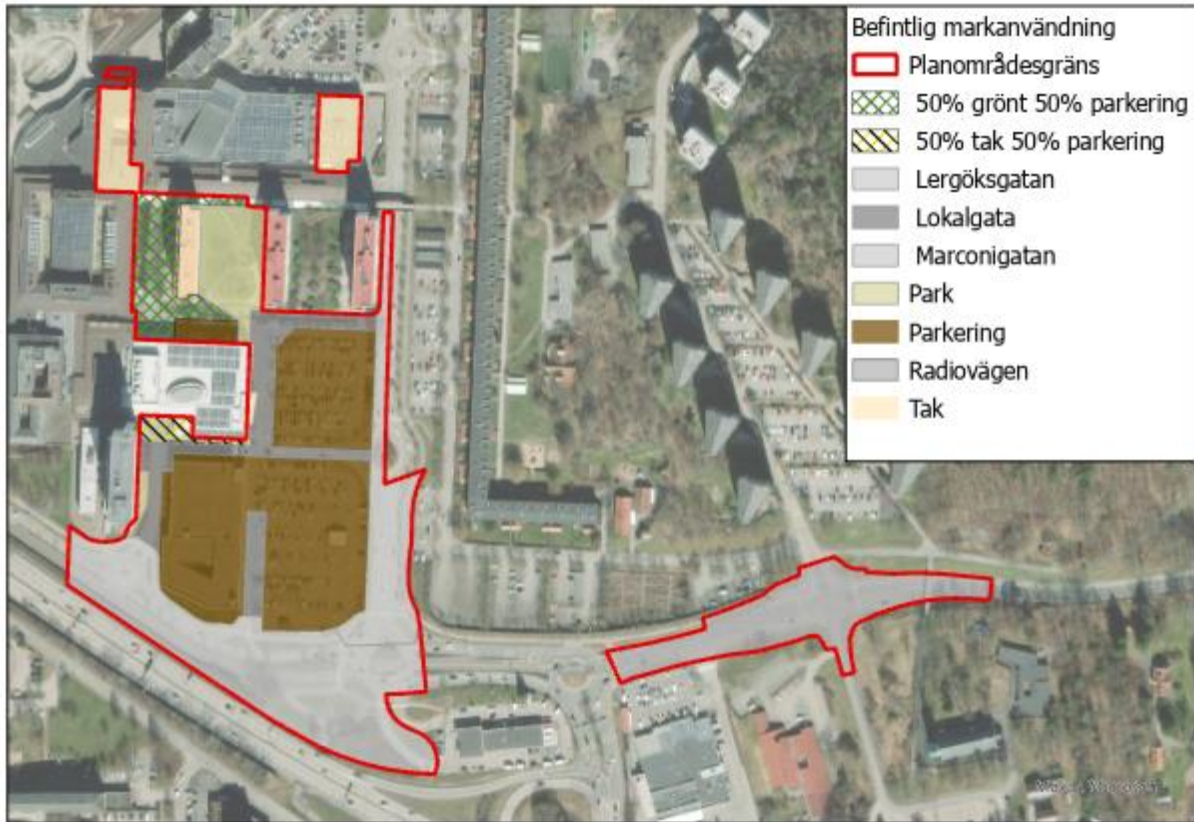 Befintlig markanvändning
Planområdesgräns
50% grönt 50% parkering
50% tak 50% parkering
Lergöksgatan
Lokalgata
Marconigatan
Park
Parkering
Radiovägen
Tak